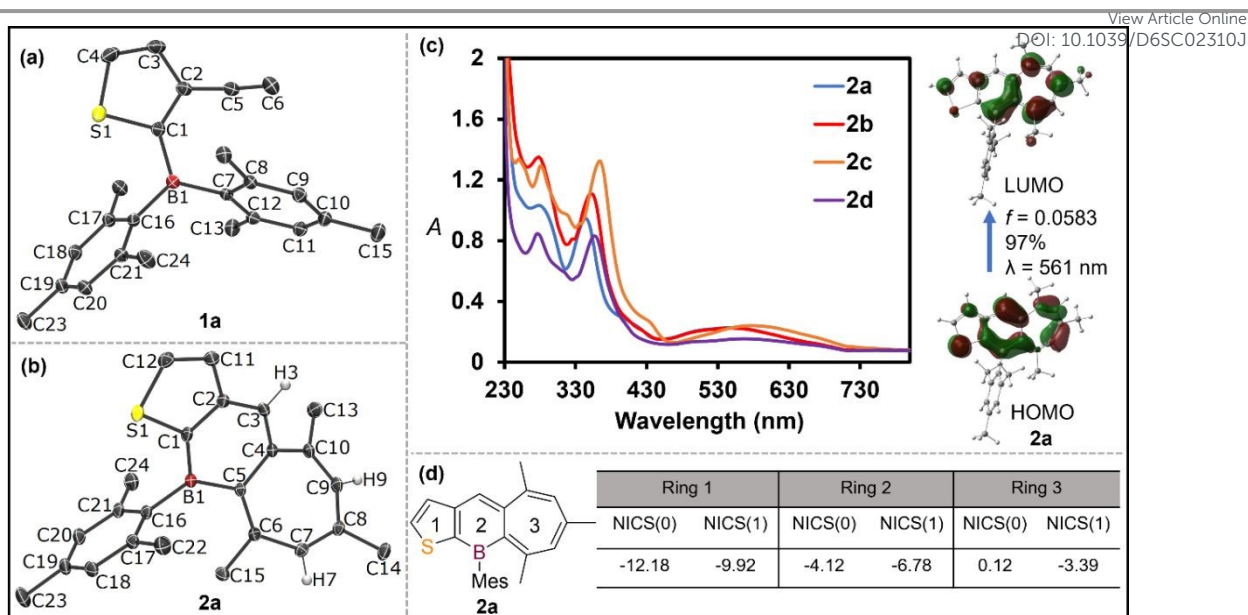 View Article Online
DOI: 10.1039/D6SC02310J
(a)
C4
C3
C2
C5
C6
S1
C1
B1
C8
C9
C7
C10
C17
C16
C12
C13
C11
C15
C18
C21
C24
C19
C20
C23
1a
(b)
C12
C11
H3
C2
C3
C13
S1
C1
C4
C10
C9
H9
B1
C5
C24
C21
C16
C6
C7
C8
C20
C17
C22
C19
C18
C15
H7
C14
C23
2a
(c)
2
1.6
1.2
A
0.8
0.4
0
230 330 430 530 630 730
Wavelength (nm)
2a
2b
2c
2d
LUMO
f = 0.0583
97%
λ = 561 nm
HOMO
2a
(d)
1 2 3
S
B
Mes
2a
Ring 1 Ring 2 Ring 3
NICS(0) NICS(1) NICS(0) NICS(1) NICS(0) NICS(1)
-12.18 -9.92 -4.12 -6.78 0.12 -3.39